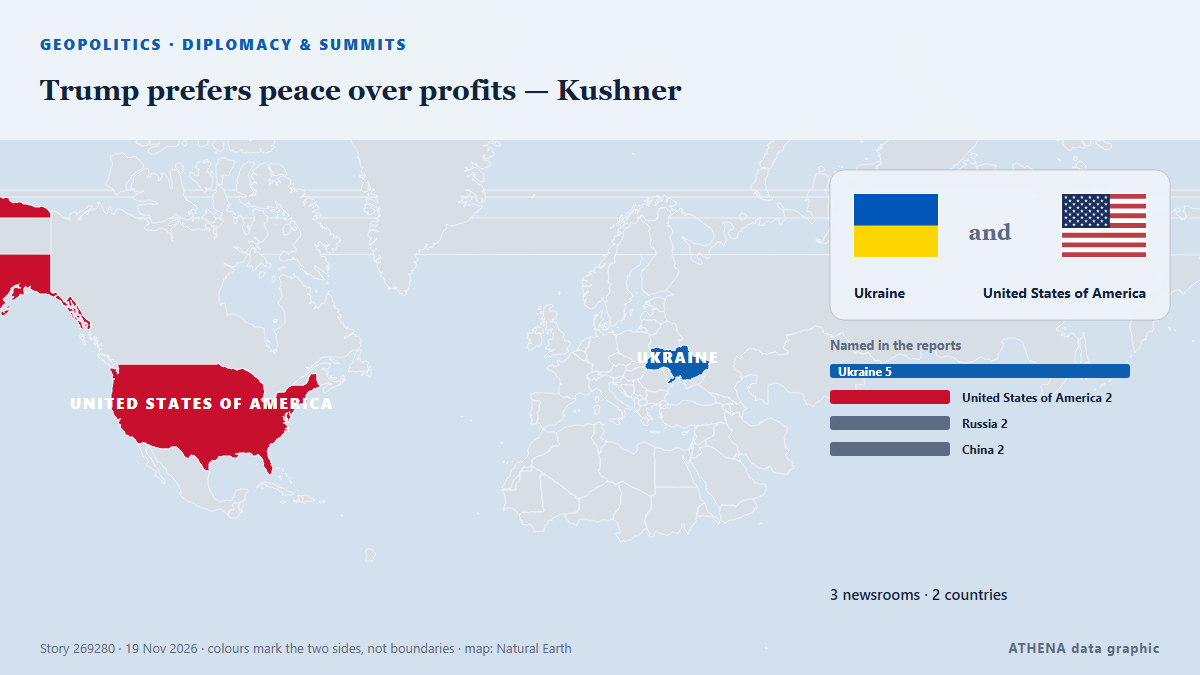 GEOPOLITICS · DIPLOMACY & SUMMITS
Trump prefers peace over profits — Kushner
and
Ukraine
United States of America
Named in the reports
Ukraine 5
United States of America 2
Russia 2
China 2
UKRAINE
UNITED STATES OF AMERICA
3 newsrooms · 2 countries
Story 269280 · 19 Nov 2026 · colours mark the two sides, not boundaries · map: Natural Earth
ATHENA data graphic